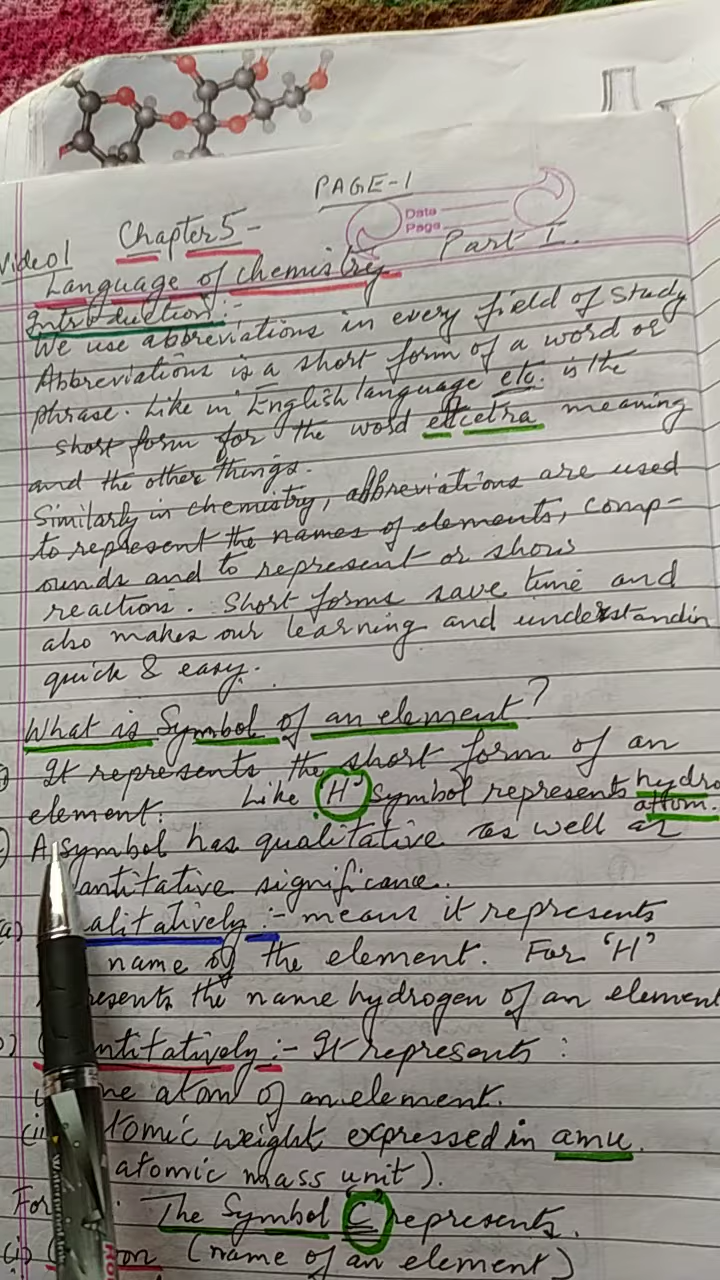 PAGE-1
Date
Page
Video1 Chapter5- Part I.
Language of chemistry
Introduction:-
We use abbreviations in every field of study
Abbreviations is a short form of a word or
phrase. Like in English language etc. is the
short form for the word etcetra meaning
and the other things.
Similarly in chemistry, abbreviations are used
to represent the names of elements, comp-
ounds and to represent or show
reactions. Short forms save time and
also makes our learning and understandin
quick & easy.
What is Symbol of an element?
It represents the short form of an
element. Like 'H' symbol represents hydro
attom.
A symbol has qualitative as well as
antitative significance.
(a) alitatively:- means it represents
name of the element. For 'H'
esents the name hydrogen of an element
ntitatively:- It represents:
ne atom of an element.
(ii tomic weight expressed in amu.
atomic mass unit).
For The Symbol 'C' represents.
(i) on (name of an element)